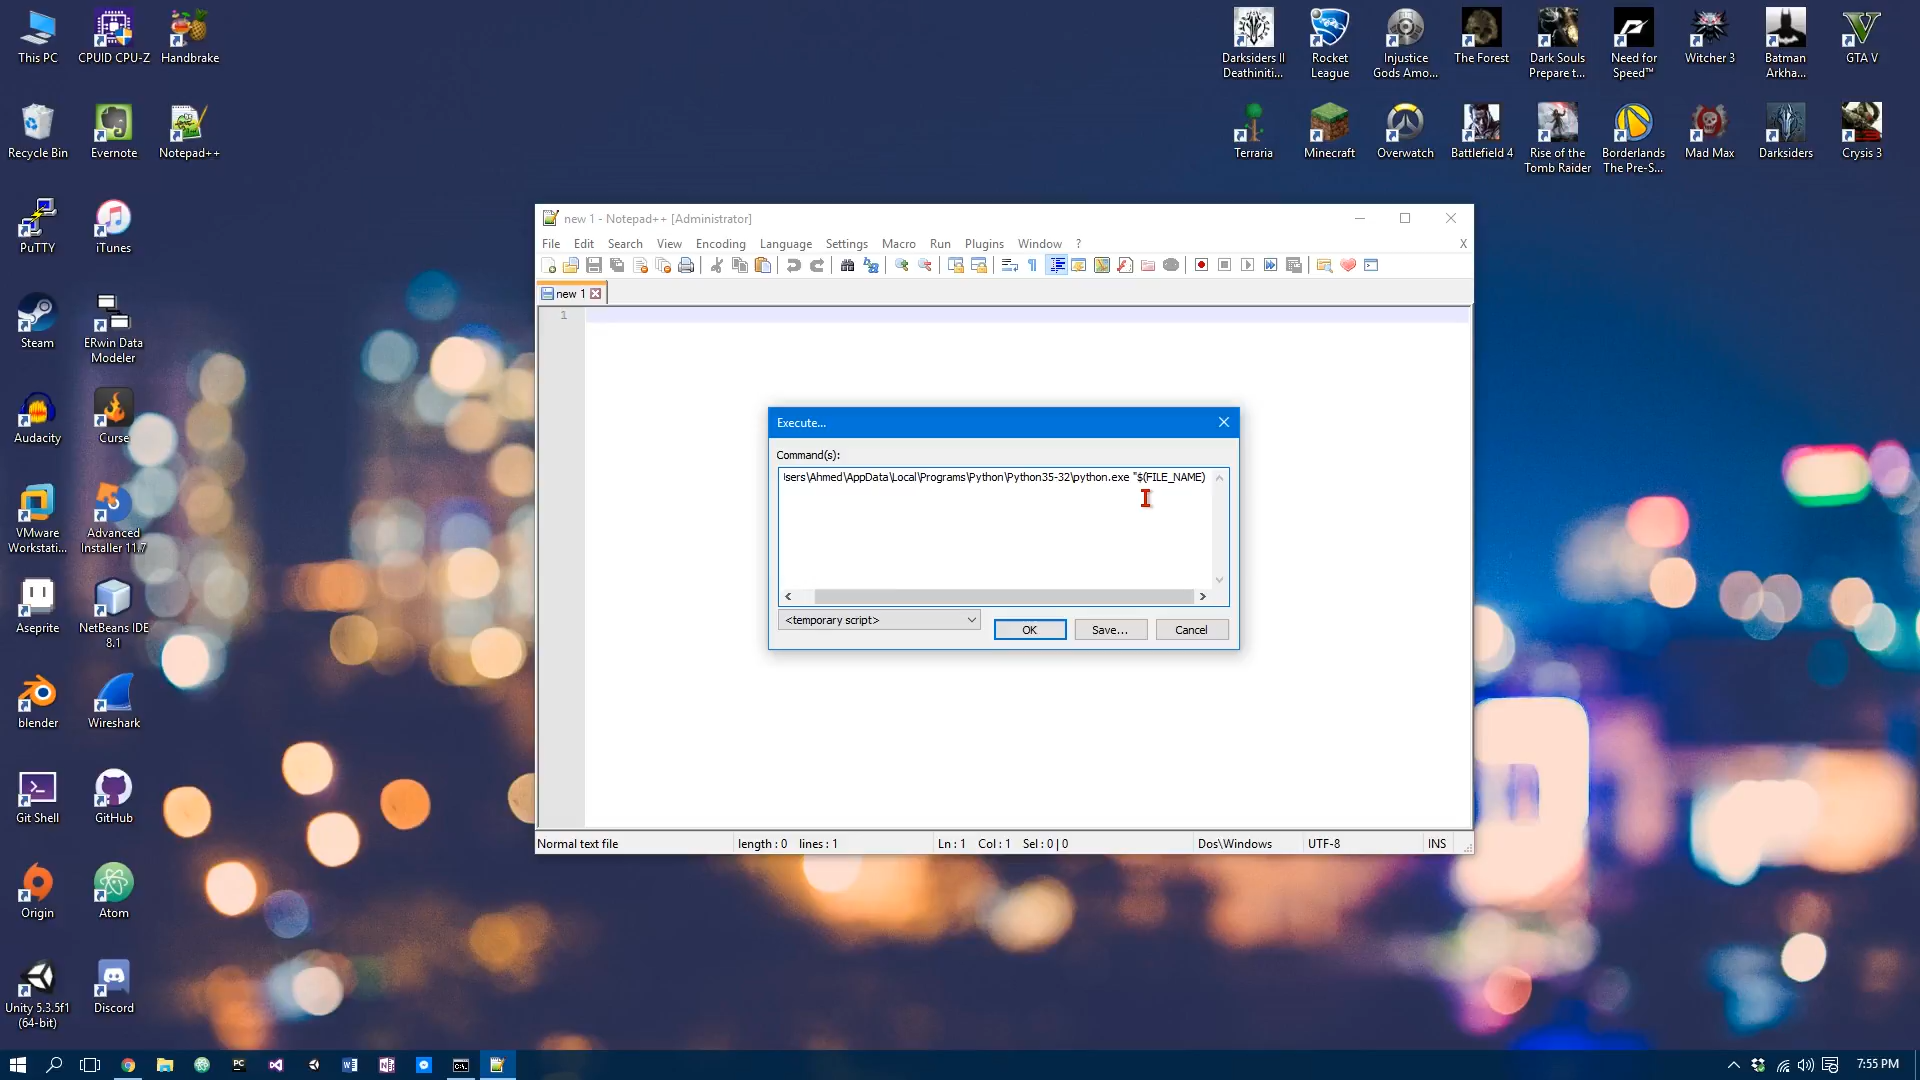 This PC
CPUID CPU-Z
Handbrake
Recycle Bin
Evernote
Notepad++
PuTTY
iTunes
Steam
ERwin Data
Modeler
Audacity
Curse
VMware
Workstati...
Advanced
Installer 11.7
Aseprite
NetBeans IDE
8.1
blender
Wireshark
Git Shell
GitHub
Origin
Atom
Unity 5.3.5f1
(64-bit)
Discord
Darksiders II
Deathiniti...
Rocket
League
Injustice
Gods Amo...
The Forest
Dark Souls
Prepare t...
Need for
Speed™
Witcher 3
Batman
Arkha...
GTA V
Terraria
Minecraft
Overwatch
Battlefield 4
Rise of the
Tomb Raider
Borderlands
The Pre-S...
Mad Max
Darksiders
Crysis 3
new 1 - Notepad++ [Administrator]
File Edit Search View Encoding Language Settings Macro Run Plugins Window ? X
new 1
1
Execute...
Command(s):
sers\Ahmed\AppData\Local\Programs\Python\Python35-32\python.exe "$(FILE_NAME)
<temporary script>
OK
Save...
Cancel
Normal text file length : 0 lines : 1 Ln : 1 Col : 1 Sel : 0 | 0 Dos\Windows UTF-8 INS
7:55 PM